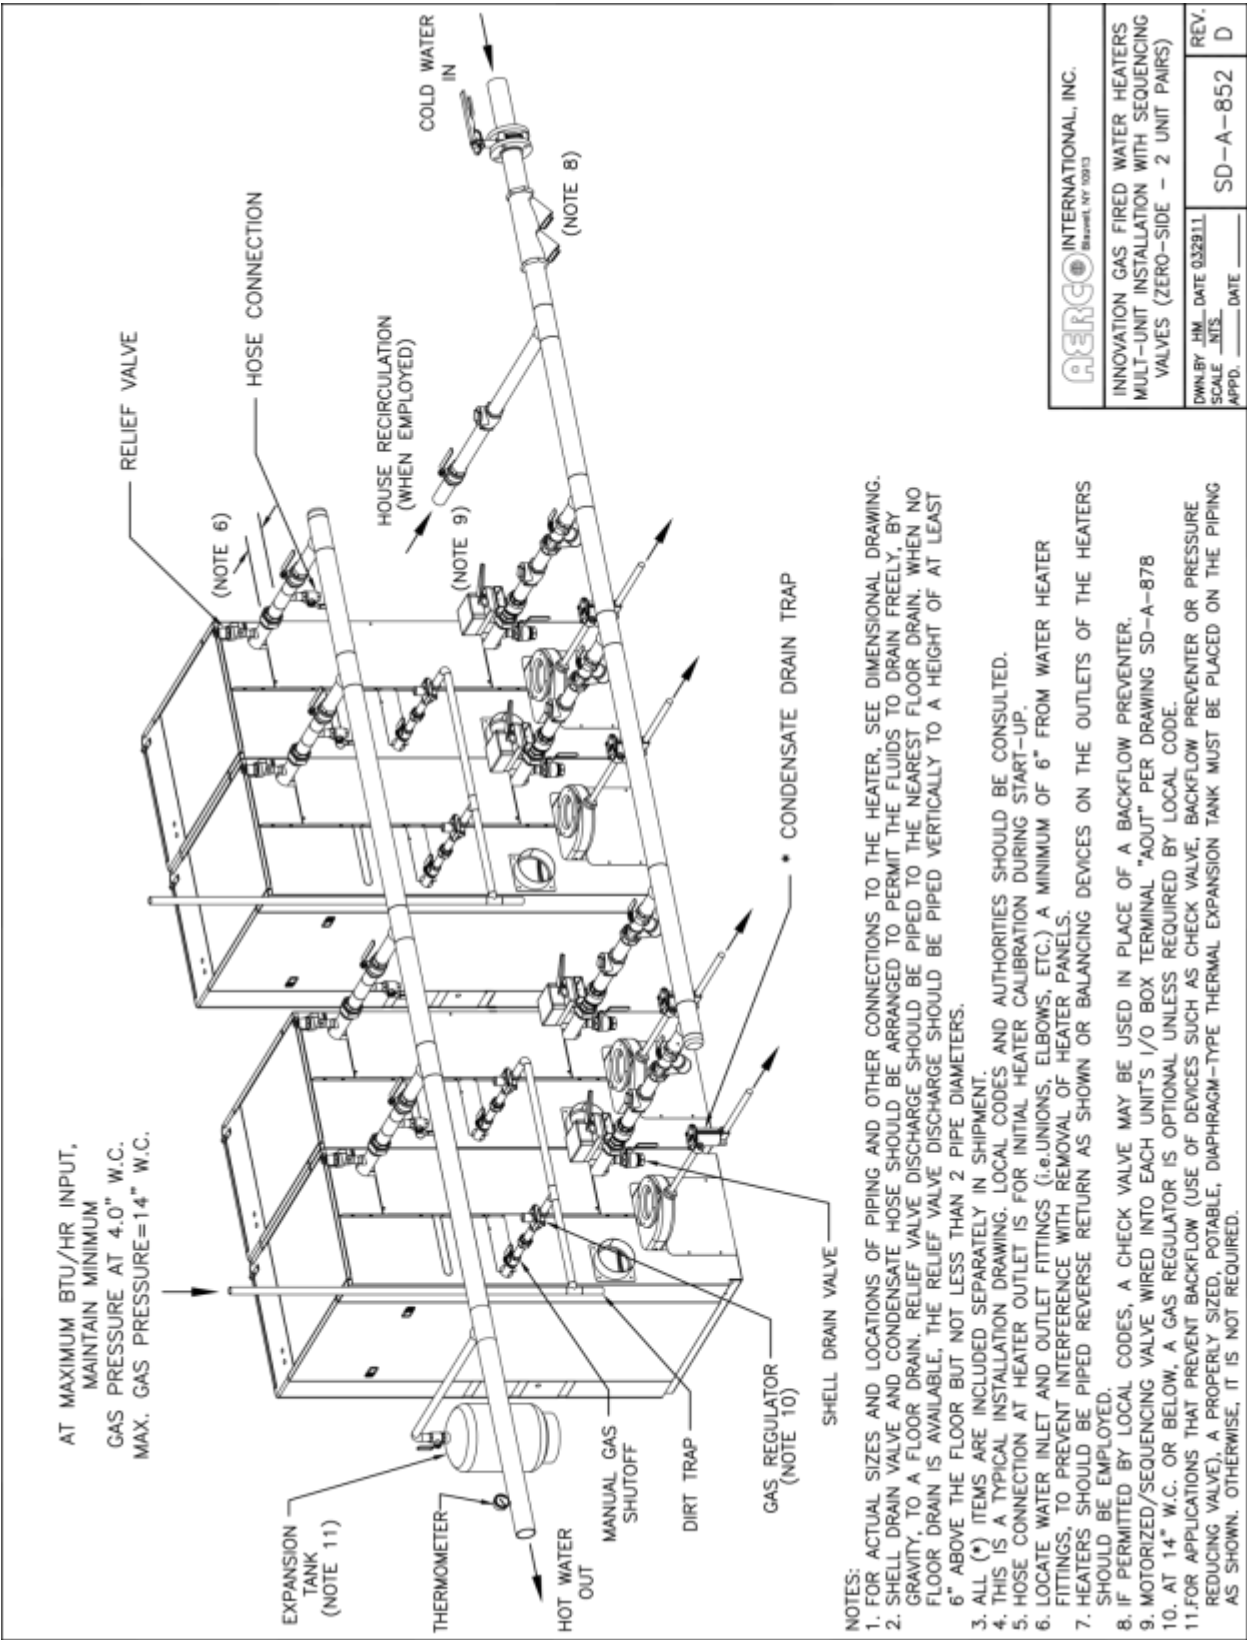 AT MAXIMUM BTU/HR INPUT,
MAINTAIN MINIMUM
GAS PRESSURE AT 4.0" W.C.
MAX. GAS PRESSURE=14" W.C.
RELIEF VALVE
(NOTE 6)
HOSE CONNECTION
COLD WATER
IN
HOUSE RECIRCULATION
(WHEN EMPLOYED)
(NOTE 8)
(NOTE 9)
EXPANSION
TANK
(NOTE 11)
THERMOMETER
HOT WATER
OUT
MANUAL GAS
SHUTOFF
DIRT TRAP
GAS REGULATOR
(NOTE 10)
SHELL DRAIN VALVE
* CONDENSATE DRAIN TRAP
NOTES:
1. FOR ACTUAL SIZES AND LOCATIONS OF PIPING AND OTHER CONNECTIONS TO THE HEATER, SEE DIMENSIONAL DRAWING.
2. SHELL DRAIN VALVE AND CONDENSATE HOSE SHOULD BE ARRANGED TO PERMIT THE FLUIDS TO DRAIN FREELY, BY
GRAVITY, TO A FLOOR DRAIN. RELIEF VALVE DISCHARGE SHOULD BE PIPED TO THE NEAREST FLOOR DRAIN. WHEN NO
FLOOR DRAIN IS AVAILABLE, THE RELIEF VALVE DISCHARGE SHOULD BE PIPED VERTICALLY TO A HEIGHT OF AT LEAST
6" ABOVE THE FLOOR BUT NOT LESS THAN 2 PIPE DIAMETERS.
3. ALL (*) ITEMS ARE INCLUDED SEPARATELY IN SHIPMENT.
4. THIS IS A TYPICAL INSTALLATION DRAWING. LOCAL CODES AND AUTHORITIES SHOULD BE CONSULTED.
5. HOSE CONNECTION AT HEATER OUTLET IS FOR INITIAL HEATER CALIBRATION DURING START-UP.
6. LOCATE WATER INLET AND OUTLET FITTINGS (i.e.UNIONS, ELBOWS, ETC.) A MINIMUM OF 6" FROM WATER HEATER
FITTINGS, TO PREVENT INTERFERENCE WITH REMOVAL OF HEATER PANELS.
7. HEATERS SHOULD BE PIPED REVERSE RETURN AS SHOWN OR BALANCING DEVICES ON THE OUTLETS OF THE HEATERS
SHOULD BE EMPLOYED.
8. IF PERMITTED BY LOCAL CODES, A CHECK VALVE MAY BE USED IN PLACE OF A BACKFLOW PREVENTER.
9. MOTORIZED/SEQUENCING VALVE WIRED INTO EACH UNIT'S I/O BOX TERMINAL "AOUT" PER DRAWING SD-A-878
10. AT 14" W.C. OR BELOW, A GAS REGULATOR IS OPTIONAL UNLESS REQUIRED BY LOCAL CODE.
11.FOR APPLICATIONS THAT PREVENT BACKFLOW (USE OF DEVICES SUCH AS CHECK VALVE, BACKFLOW PREVENTER OR PRESSURE
REDUCING VALVE), A PROPERLY SIZED, POTABLE, DIAPHRAGM-TYPE THERMAL EXPANSION TANK MUST BE PLACED ON THE PIPING
AS SHOWN. OTHERWISE, IT IS NOT REQUIRED.
AERCO INTERNATIONAL, INC.
Blauvelt, NY 10913
INNOVATION GAS FIRED WATER HEATERS
MULT-UNIT INSTALLATION WITH SEQUENCING
VALVES (ZERO-SIDE - 2 UNIT PAIRS)
DWN.BY HM DATE 032911
SCALE NTS
APPD. DATE
SD-A-852
REV.
D